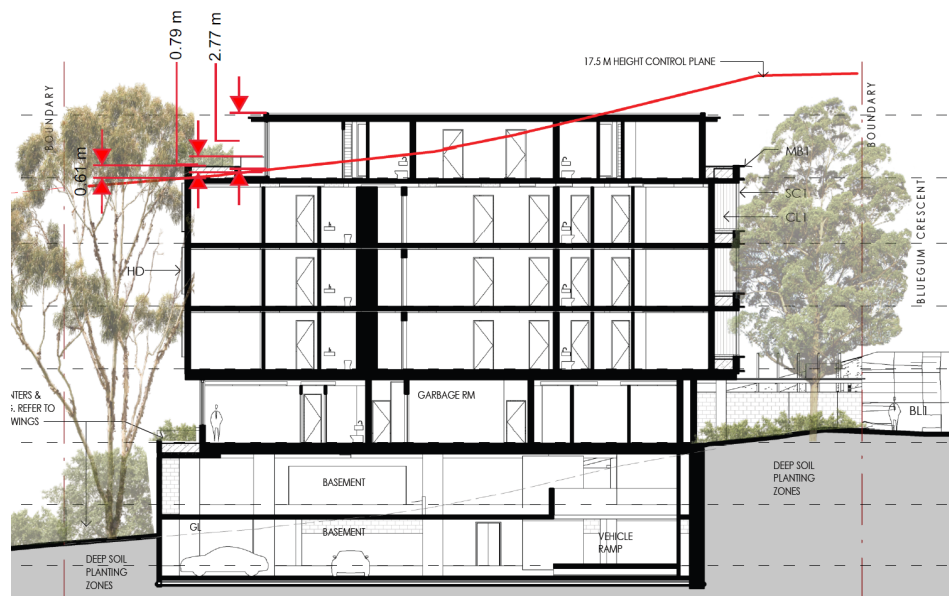 0.79 m
2.77 m
17.5 M HEIGHT CONTROL PLANE
BOUNDARY
BOUNDARY
0.61 m
MB1
SC1
GL1
BLUEGUM CRESCENT
HD
NTERS &
REFER TO
WINGS
GARBAGE RM
BL1
BASEMENT
DEEP SOIL
PLANTING
ZONES
GL
BASEMENT
VEHICLE
RAMP
DEEP SOIL
PLANTING
ZONES